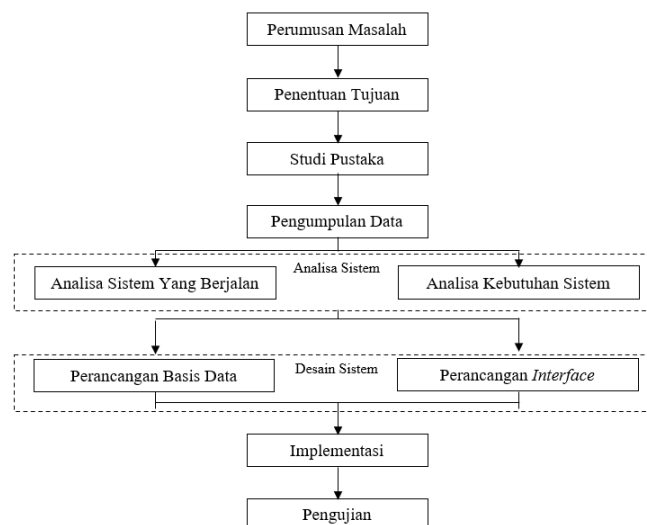 Perumusan Masalah
Penentuan Tujuan
Studi Pustaka
Pengumpulan Data
Analisa Sistem
Analisa Sistem Yang Berjalan
Analisa Kebutuhan Sistem
Desain Sistem
Perancangan Basis Data
Perancangan Interface
Implementasi
Pengujian